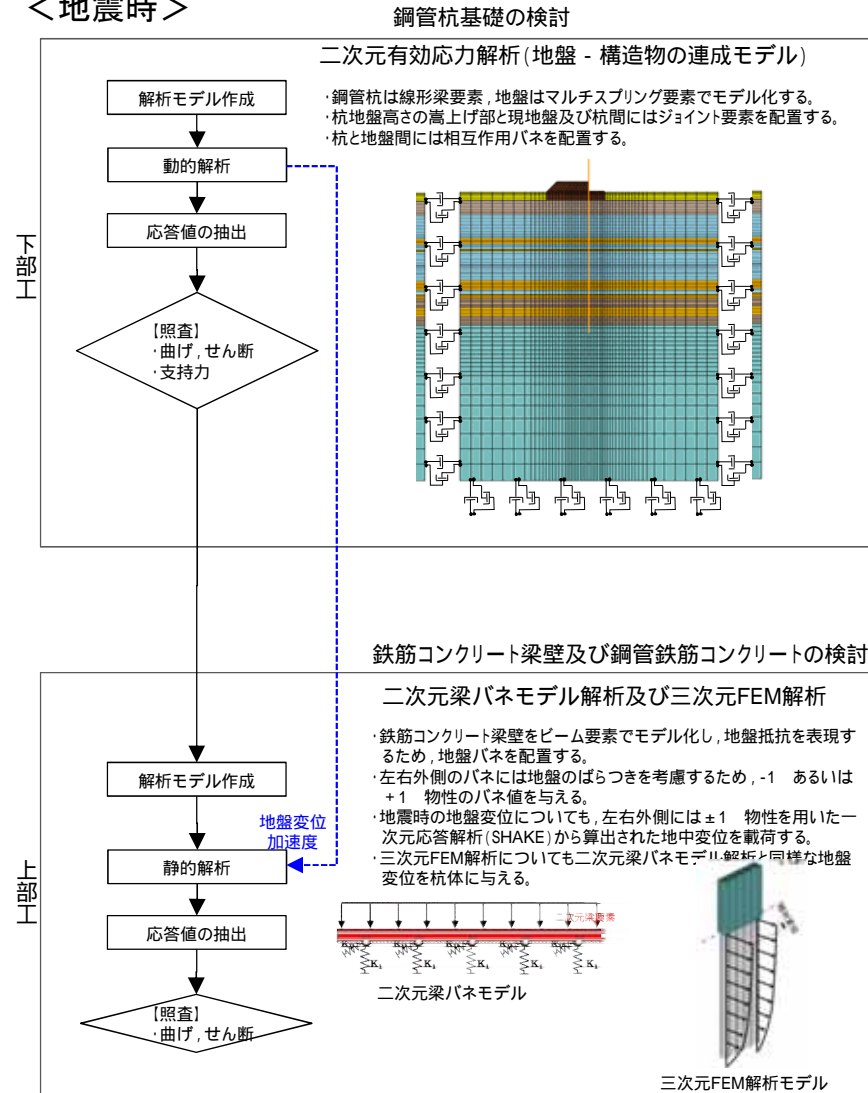 ＜地震時＞
鋼管杭基礎の検討
下部工
二次元有効応力解析(地盤 - 構造物の連成モデル)
・鋼管杭は線形梁要素,地盤はマルチスプリング要素でモデル化する。
・杭地盤高さの嵩上げ部と現地盤及び杭間にはジョイント要素を配置する。
・杭と地盤間には相互作用バネを配置する。
解析モデル作成
動的解析
応答値の抽出
【照査】
・曲げ,せん断
・支持力
鉄筋コンクリート梁壁及び鋼管鉄筋コンクリートの検討
上部工
二次元梁バネモデル解析及び三次元FEM解析
・鉄筋コンクリート梁壁をビーム要素でモデル化し,地盤抵抗を表現す
るため,地盤バネを配置する。
・左右外側のバネには地盤のばらつきを考慮するため,-1　あるいは
+1　物性のバネ値を与える。
・地震時の地盤変位についても,左右外側には±1　物性を用いた一
次元応答解析(SHAKE)から算出された地中変位を載荷する。
・三次元FEM解析についても二次元梁バネモデル解析と同様な地盤
変位を杭体に与える。
解析モデル作成
地盤変位
加速度
静的解析
応答値の抽出
【照査】
・曲げ,せん断
二次元梁要素
K₁ K₁ K₁ K₁ K₁
二次元梁バネモデル
三次元FEM解析モデル